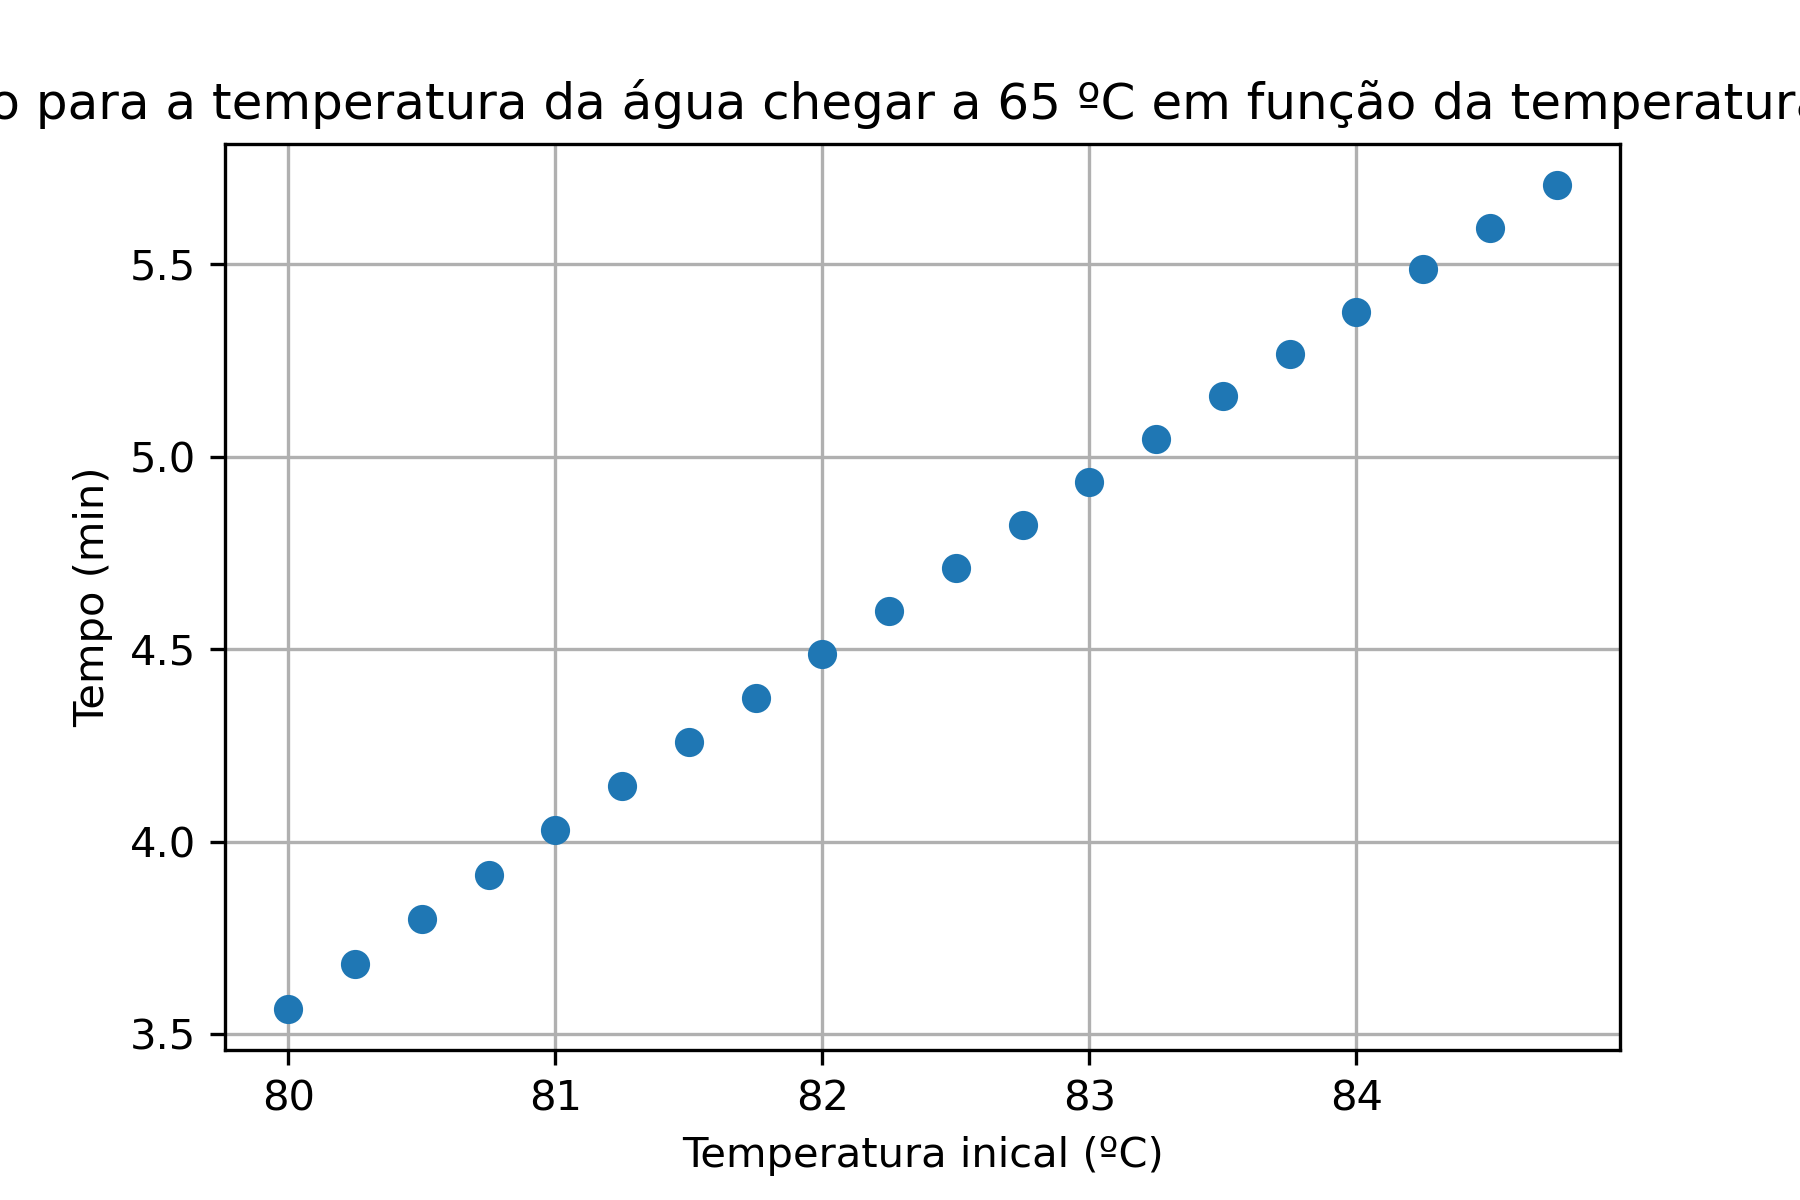 o para a temperatura da água chegar a 65 ºC em função da temperatura
5.5
5.0
4.5
4.0
3.5
Tempo (min)
80 81 82 83 84
Temperatura inical (ºC)